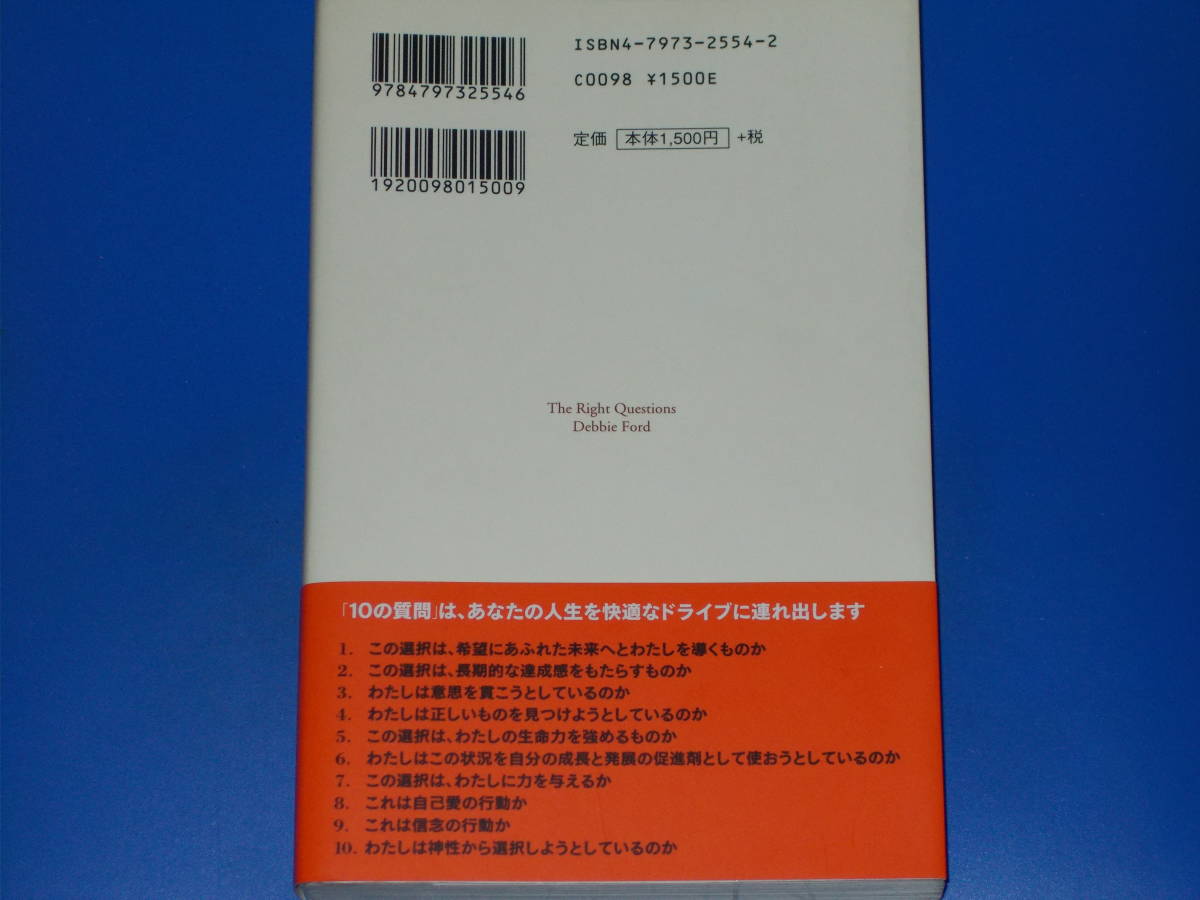 ISBN4-7973-2554-2
9784797325546
C0098 ¥1500E
定価 本体1,500円 +税
1920098015009
The Right Questions
Debbie Ford
「10の質問」は、あなたの人生を快適なドライブに連れ出します
1. この選択は、希望にあふれた未来へとわたしを導くものか
2. この選択は、長期的な達成感をもたらすものか
3. わたしは意思を貫こうとしているのか
4. わたしは正しいものを見つけようとしているのか
5. この選択は、わたしの生命力を強めるものか
6. わたしはこの状況を自分の成長と発展の促進剤として使おうとしているのか
7. この選択は、わたしに力を与えるか
8. これは自己愛の行動か
9. これは信念の行動か
10. わたしは神性から選択しようとしているのか